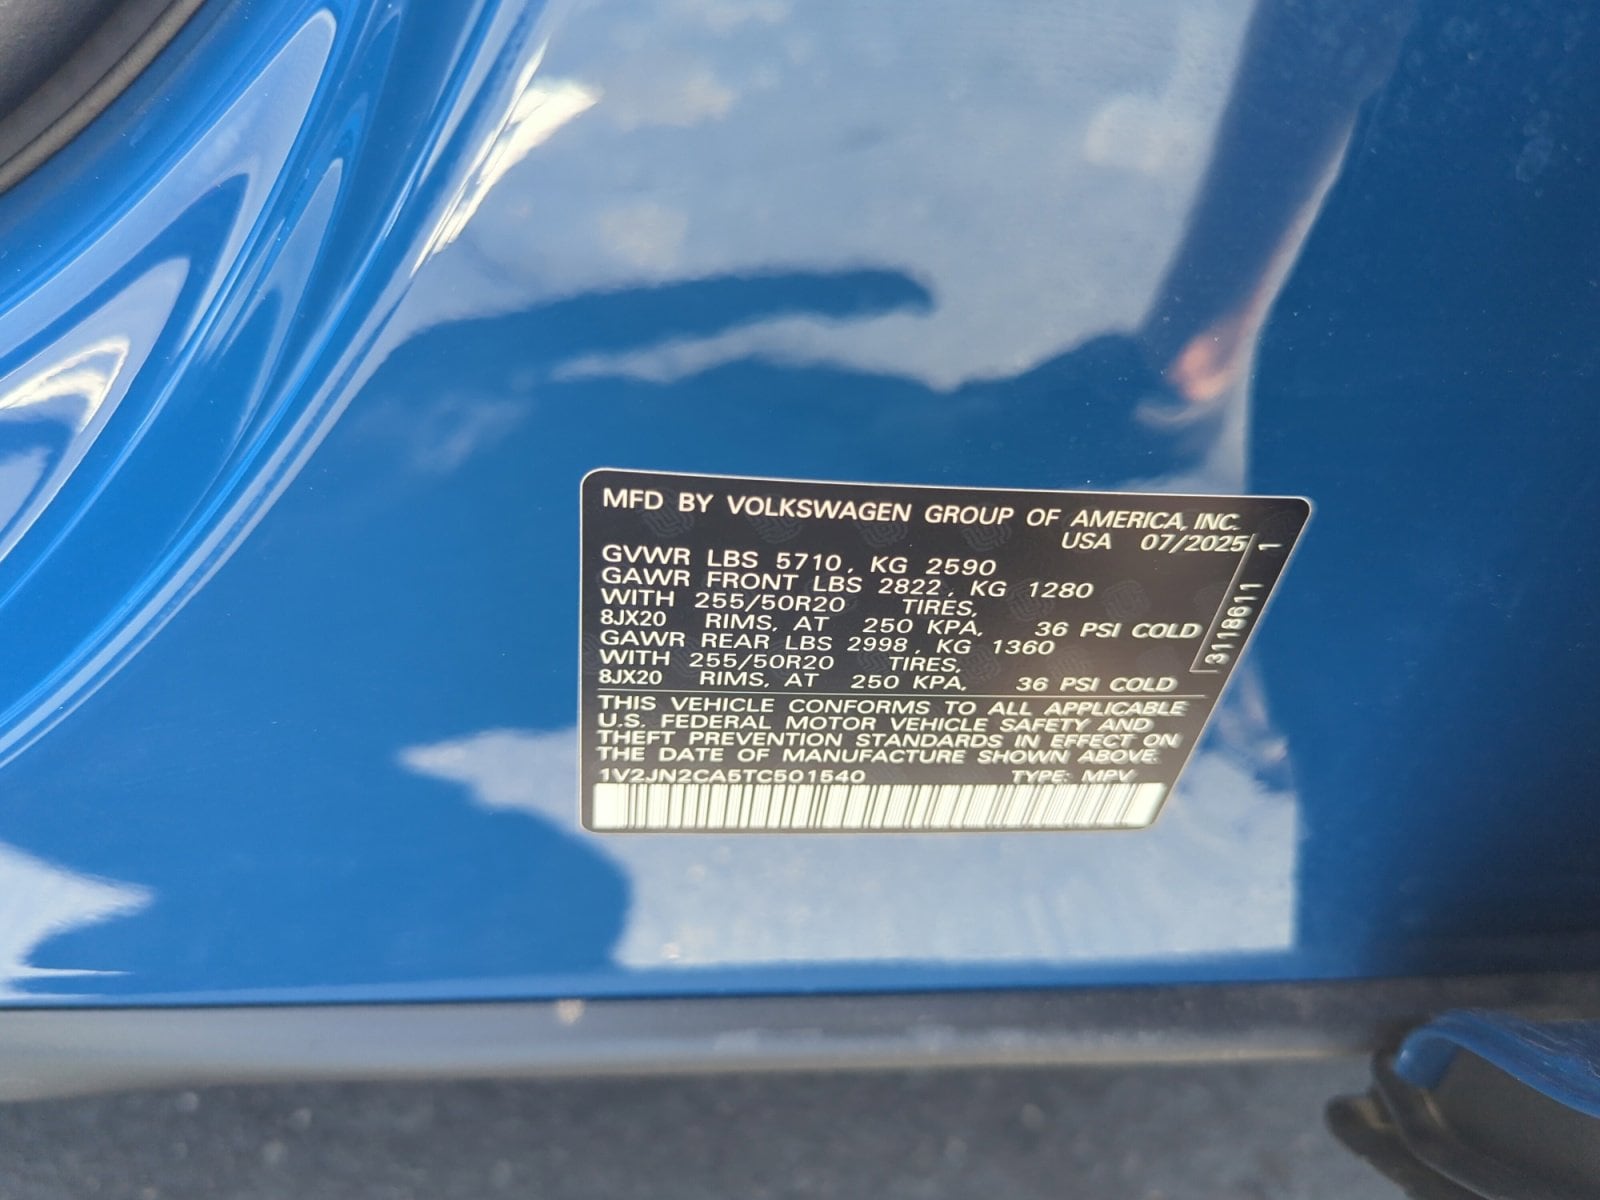 MFD BY VOLKSWAGEN GROUP OF AMERICA, INC.
USA 07/2025
GVWR LBS 5710, KG 2590
GAWR FRONT LBS 2822, KG 1280
WITH 255/50R20 TIRES,
8JX20 RIMS, AT 250 KPA, 36 PSI COLD
GAWR REAR LBS 2998, KG 1360
WITH 255/50R20 TIRES,
8JX20 RIMS, AT 250 KPA, 36 PSI COLD
THIS VEHICLE CONFORMS TO ALL APPLICABLE
U.S. FEDERAL MOTOR VEHICLE SAFETY AND
THEFT PREVENTION STANDARDS IN EFFECT ON
THE DATE OF MANUFACTURE SHOWN ABOVE.
1V2JN2CA5TC501540 TYPE: MPV
3118611 1